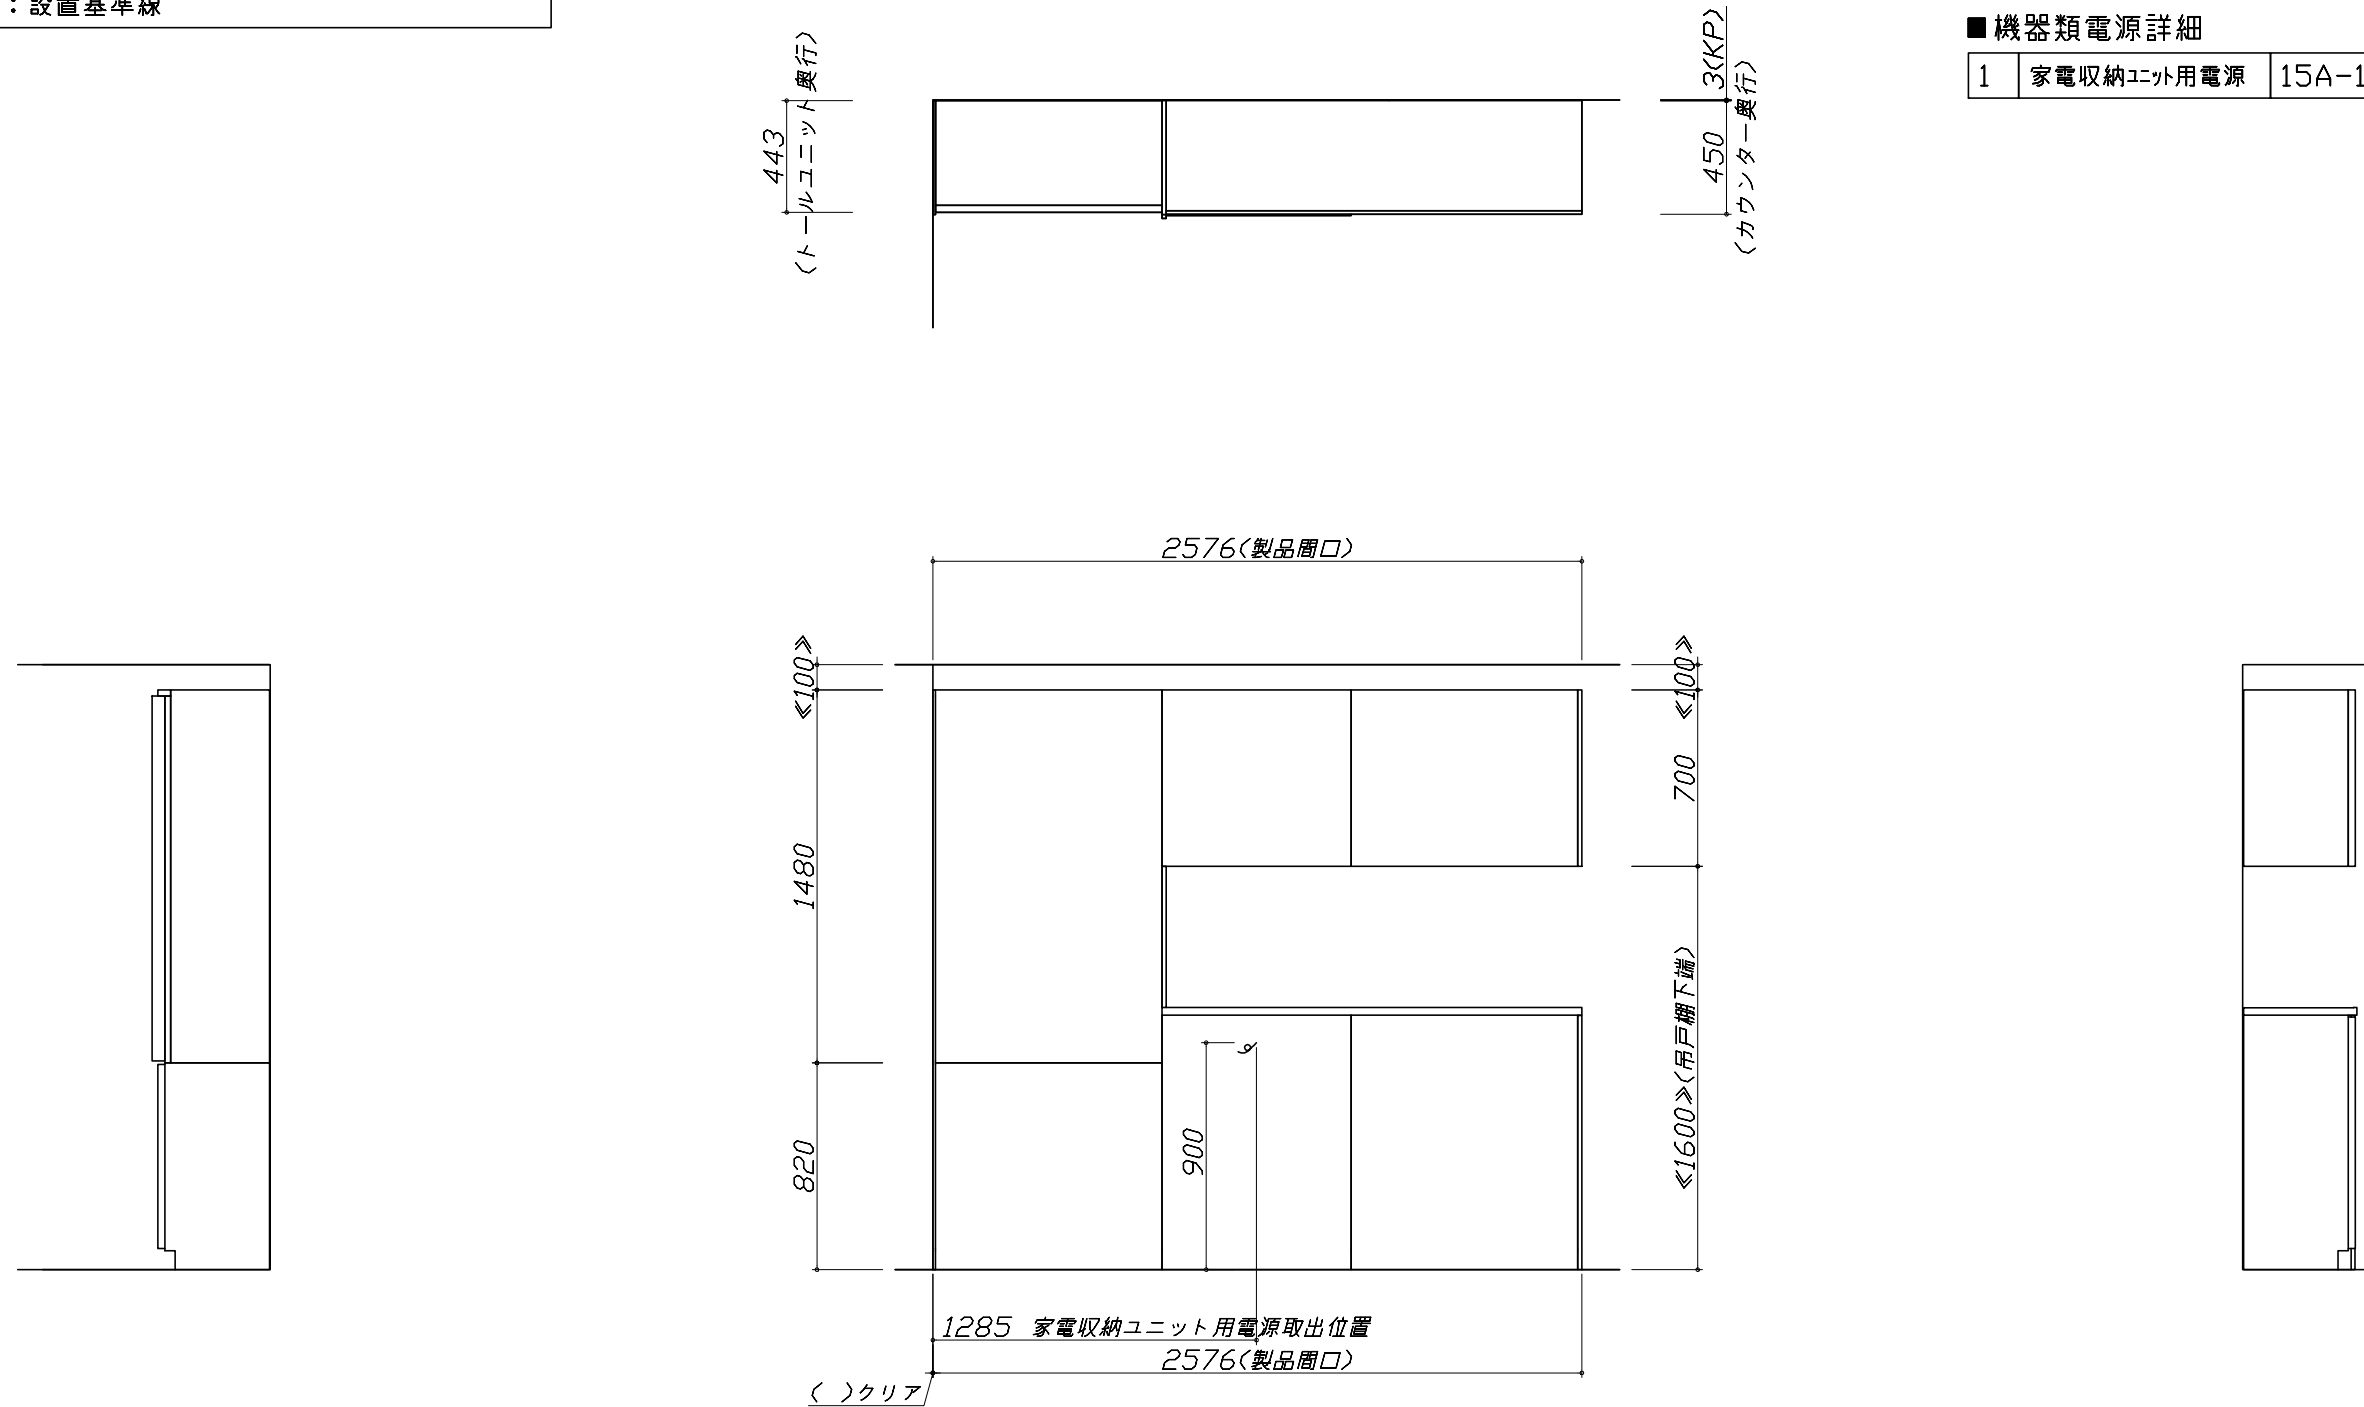 ：設置基準線
■機器類電源詳細
1 家電収納ユニット用電源 15A-1
443
(トールユニット奥行)
3(KP)
450
(カウンター奥行)
2576(製品間口)
≪100≫
1480
820
≪100≫
700
≪1600≫(吊戸棚下端)
900
1285 家電収納ユニット用電源取出位置
2576(製品間口)
( )クリア